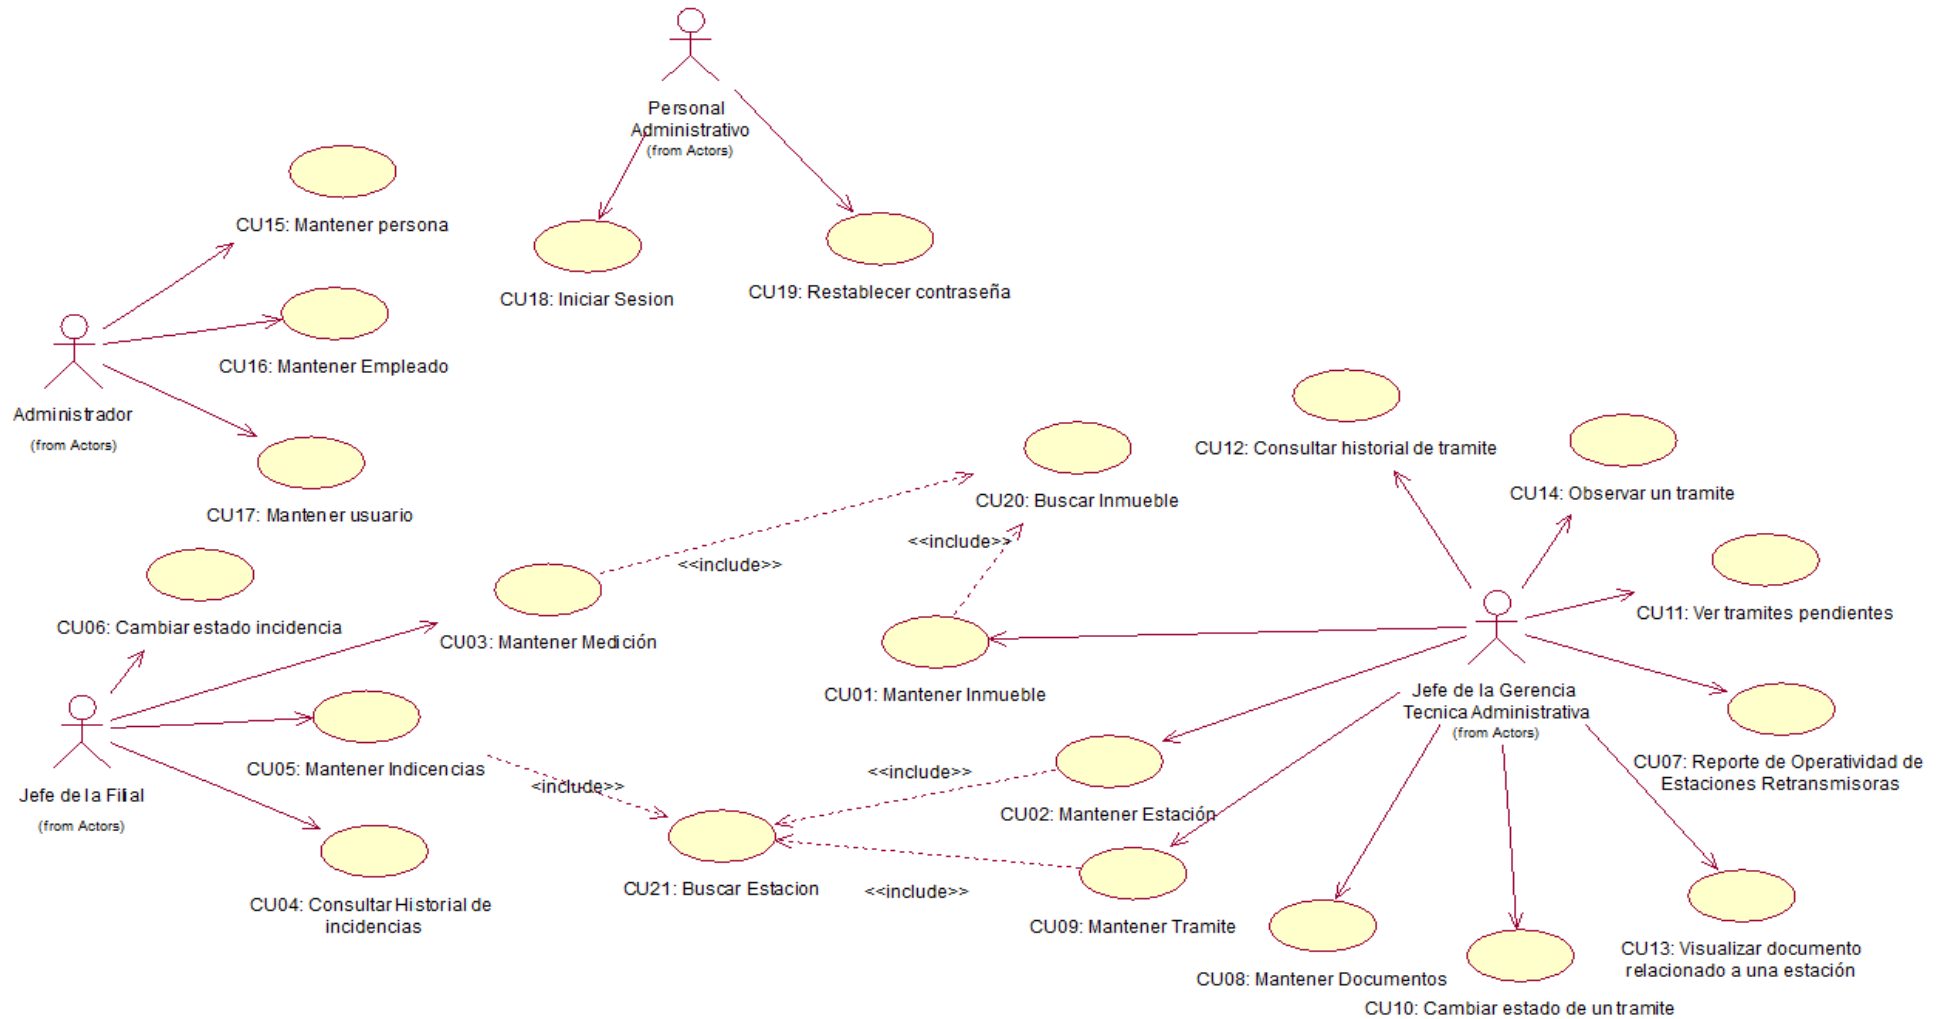 Personal
Administrativo
(from Actors)
CU15: Mantener persona
CU18: Iniciar Sesion
CU19: Restablecer contraseña
CU16: Mantener Empleado
Administrador
(from Actors)
CU17: Mantener usuario
CU12: Consultar historial de tramite
CU14: Observar un tramite
CU20: Buscar Inmueble
<<include>>
<<include>>
CU06: Cambiar estado incidencia
CU03: Mantener Medición
CU11: Ver tramites pendientes
CU01: Mantener Inmueble
Jefe de la Gerencia
Tecnica Administrativa
(from Actors)
CU05: Mantener Indicencias
<include>>
<<include>>
CU07: Reporte de Operatividad de
Estaciones Retransmisoras
Jefe de la Filial
(from Actors)
CU02: Mantener Estación
CU21: Buscar Estacion
<<include>>
CU04: Consultar Historial de
incidencias
CU09: Mantener Tramite
CU13: Visualizar documento
relacionado a una estación
CU08: Mantener Documentos
CU10: Cambiar estado de un tramite